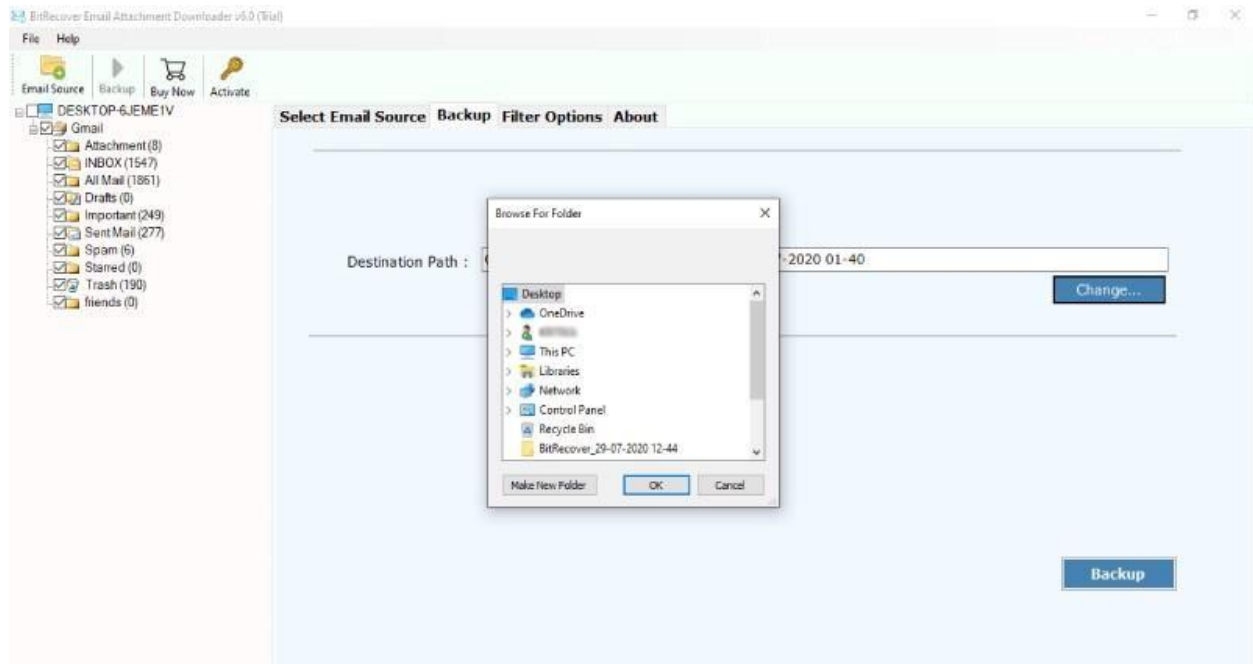 BitRecover Email Attachment Downloader v6.0 (Trial)
File Help
Email Source Backup Buy Now Activate
DESKTOP-6JEME1V
Gmail
Attachment (8)
INBOX (1547)
All Mail (1861)
Drafts (0)
Important (249)
Sent Mail (277)
Spam (6)
Starred (0)
Trash (190)
friends (0)
Select Email Source Backup Filter Options About
Browse For Folder
Destination Path : -2020 01-40
Change...
Desktop
OneDrive
This PC
Libraries
Network
Control Panel
Recycle Bin
BitRecover_29-07-2020 12-44
Make New Folder OK Cancel
Backup